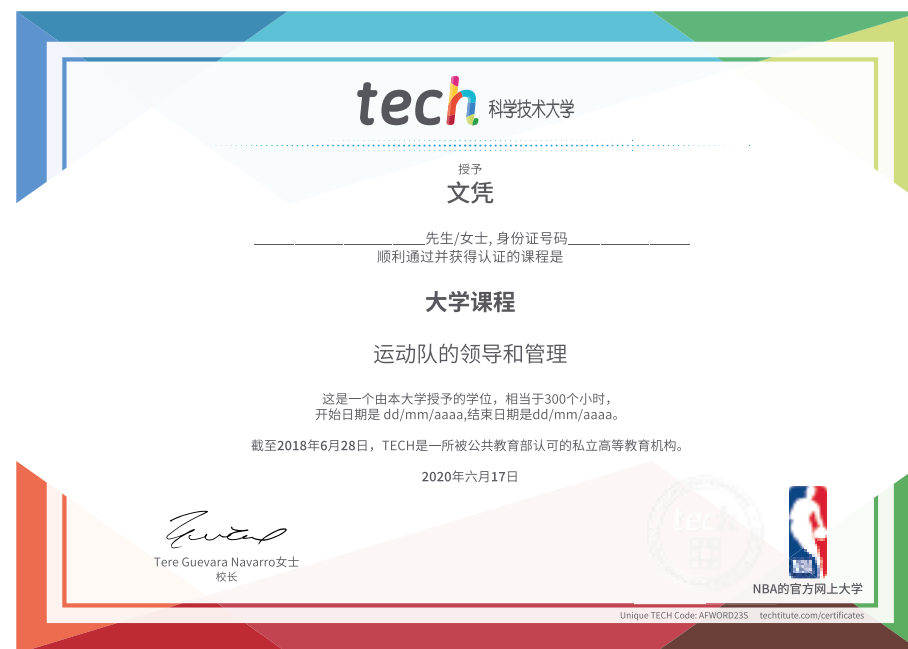 tech 科学技术大学
授予
文凭
先生/女士, 身份证号码
顺利通过并获得认证的课程是
大学课程
运动队的领导和管理
这是一个由本大学授予的学位，相当于300个小时，
开始日期是 dd/mm/aaaa,结束日期是dd/mm/aaaa。
截至2018年6月28日，TECH是一所被公共教育部认可的私立高等教育机构。
2020年六月17日
tech
NBA
Tere Guevara Navarro女士
校长
NBA的官方网上大学
Unique TECH Code: AFWORD23S techtitute.com/certificates